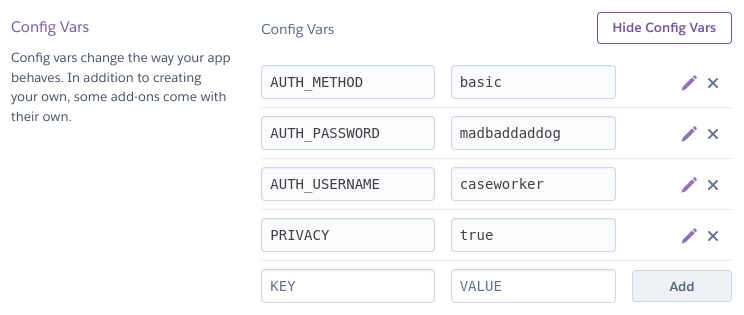 Config Vars
Config vars change the way your app
behaves. In addition to creating
your own, some add-ons come with
their own.
Config Vars
Hide Config Vars
AUTH_METHOD basic
AUTH_PASSWORD madbaddaddog
AUTH_USERNAME caseworker
PRIVACY true
KEY VALUE Add